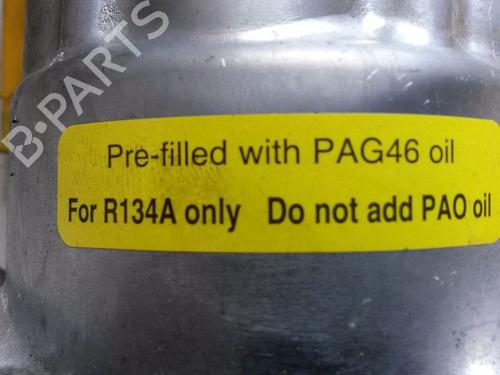 B-PARTS
Pre-filled with PAG46 oil
For R134A only Do not add PAO oil